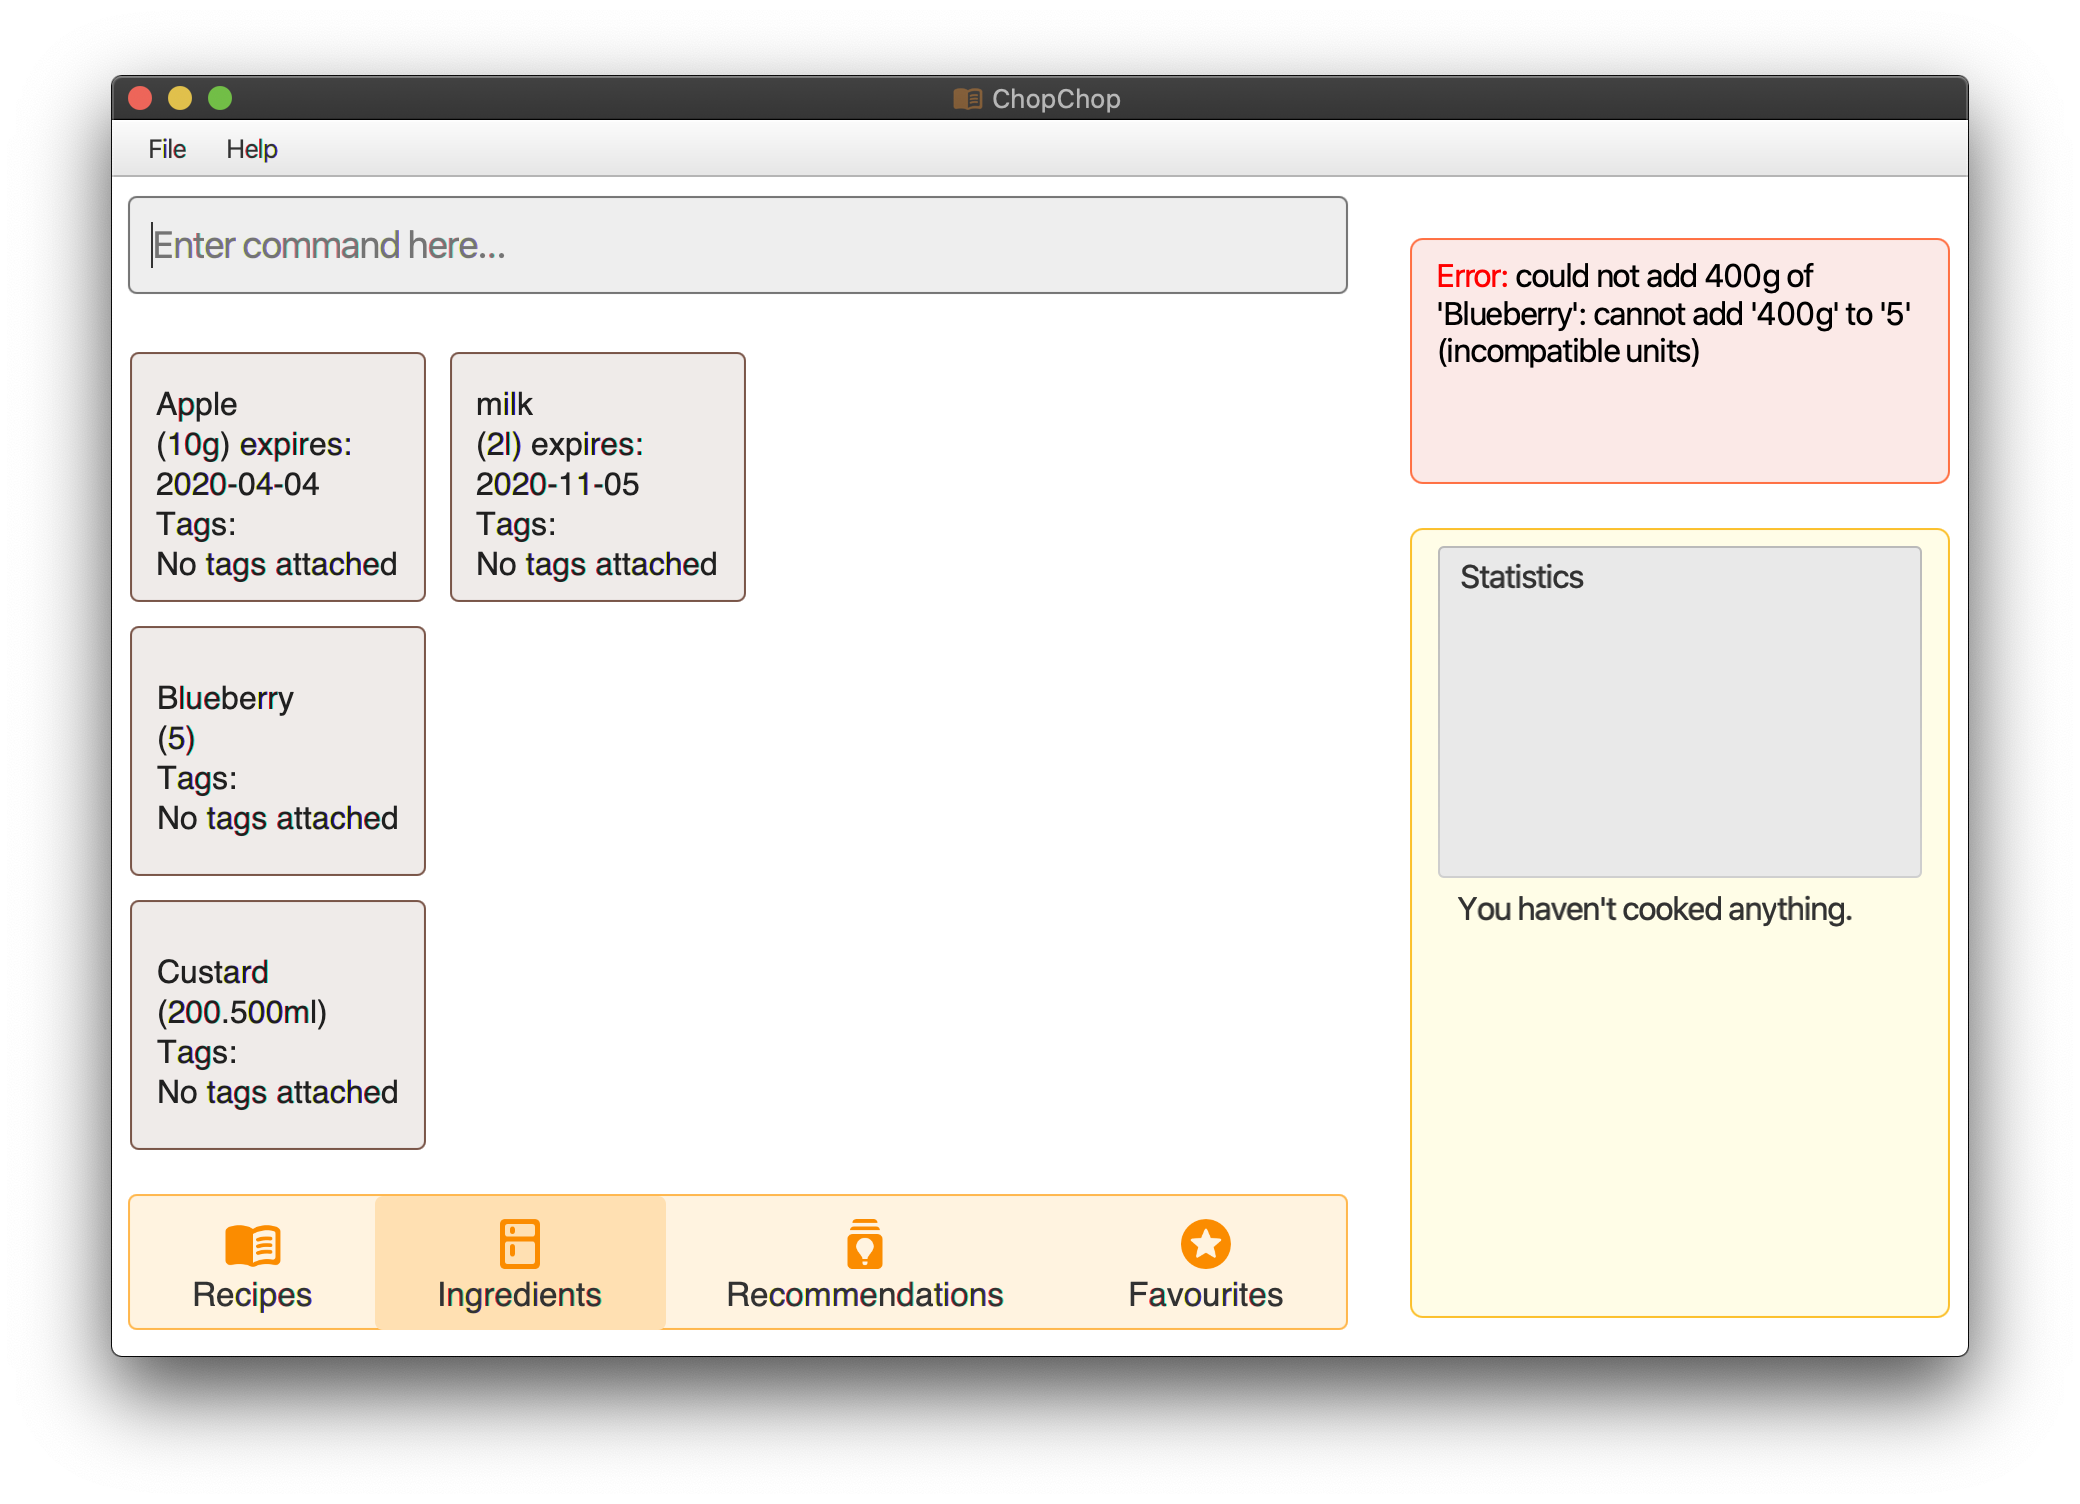 ChopChop
File Help
Enter command here...
Error: could not add 400g of
'Blueberry': cannot add '400g' to '5'
(incompatible units)
Apple
(10g) expires:
2020-04-04
Tags:
No tags attached
milk
(2l) expires:
2020-11-05
Tags:
No tags attached
Blueberry
(5)
Tags:
No tags attached
Custard
(200.500ml)
Tags:
No tags attached
Statistics
You haven't cooked anything.
Recipes
Ingredients
Recommendations
Favourites